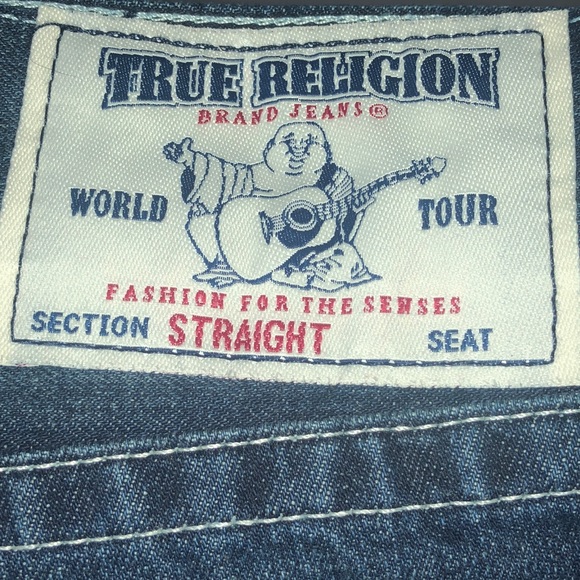 TRUE RELIGION
BRAND JEANS®
WORLD TOUR
FASHION FOR THE SENSES
SECTION STRAIGHT SEAT